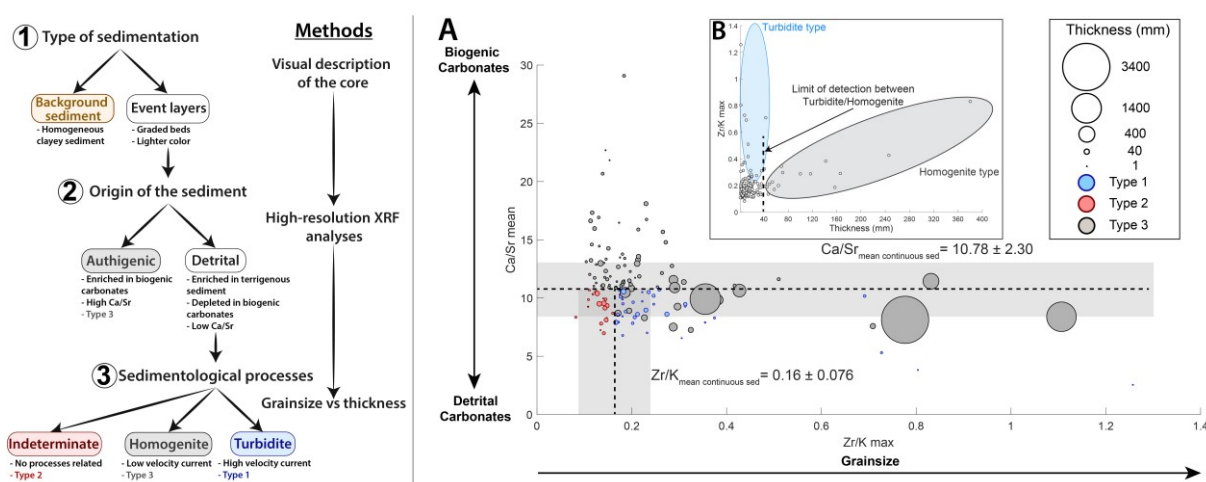 Methods
1 Type of sedimentation
Visual description
of the core
Background
sediment
Event layers
- Homogeneous
clayey sediment
- Graded beds
- Lighter color
2 Origin of the sediment
High-resolution XRF
analyses
Authigenic
Detrital
- Enriched in biogenic
carbonates
- High Ca/Sr
- Type 3
- Enriched in terrigenous
sediment
- Depleted in biogenic
carbonates
- Low Ca/Sr
3 Sedimentological processes
Grainsize vs thickness
Indeterminate
Homogenite
Turbidite
- No processes related
- Type 2
- Low velocity current
- Type 3
- High velocity current
- Type 1
A
Biogenic
Carbonates
Detrital
Carbonates
Ca/Sr mean
30
25
20
15
10
5
0
0
0.2
0.4
0.6
0.8
1
1.2
1.4
Zr/K max
Grainsize
Ca/Sr mean continuous sed = 10.78 ± 2.30
Zr/K mean continuous sed = 0.16 ± 0.076
B
Turbidite type
Limit of detection between
Turbidite/Homogenite
Homogenite type
Zr/K max
1.4
1.2
1
0.8
0.6
0.4
0.2
0
0
40
80
120
160
200
240
280
320
360
400
Thickness (mm)
Thickness (mm)
3400
1400
400
40
1
Type 1
Type 2
Type 3